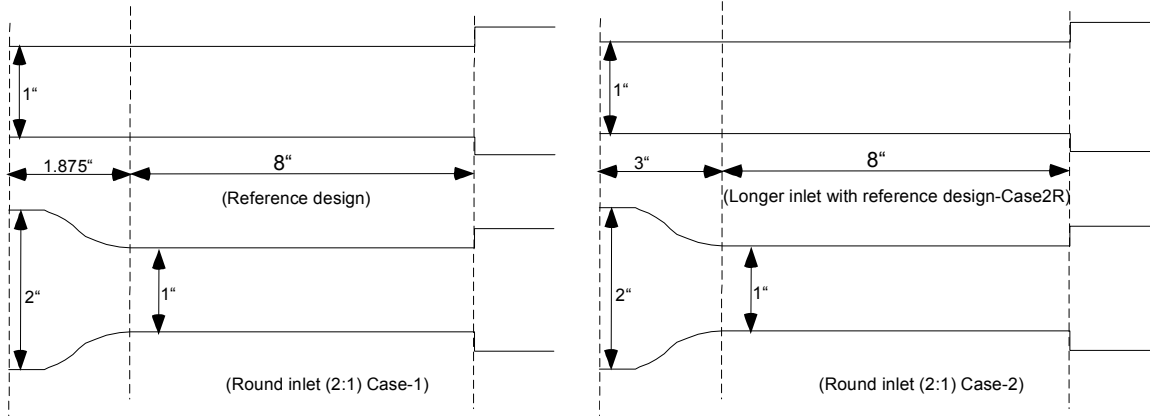 1“
1.875“
8“
(Reference design)
2“
1“
(Round inlet (2:1) Case-1)
1“
3“
8“
(Longer inlet with reference design-Case2R)
2“
1“
(Round inlet (2:1) Case-2)